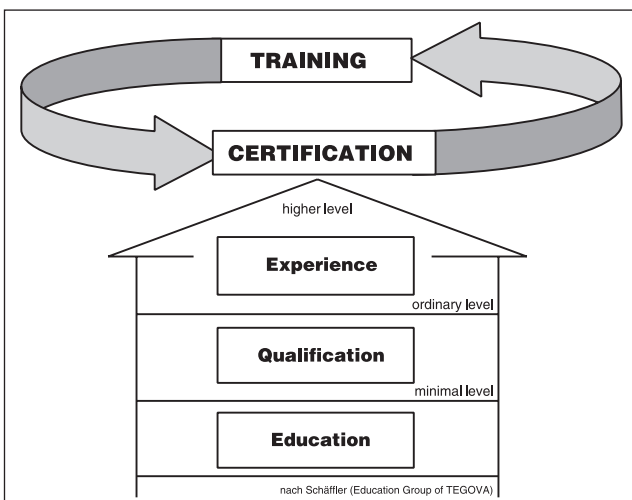 TRAINING
CERTIFICATION
higher level
Experience
ordinary level
Qualification
minimal level
Education
nach Schäffler (Education Group of TEGOVA)